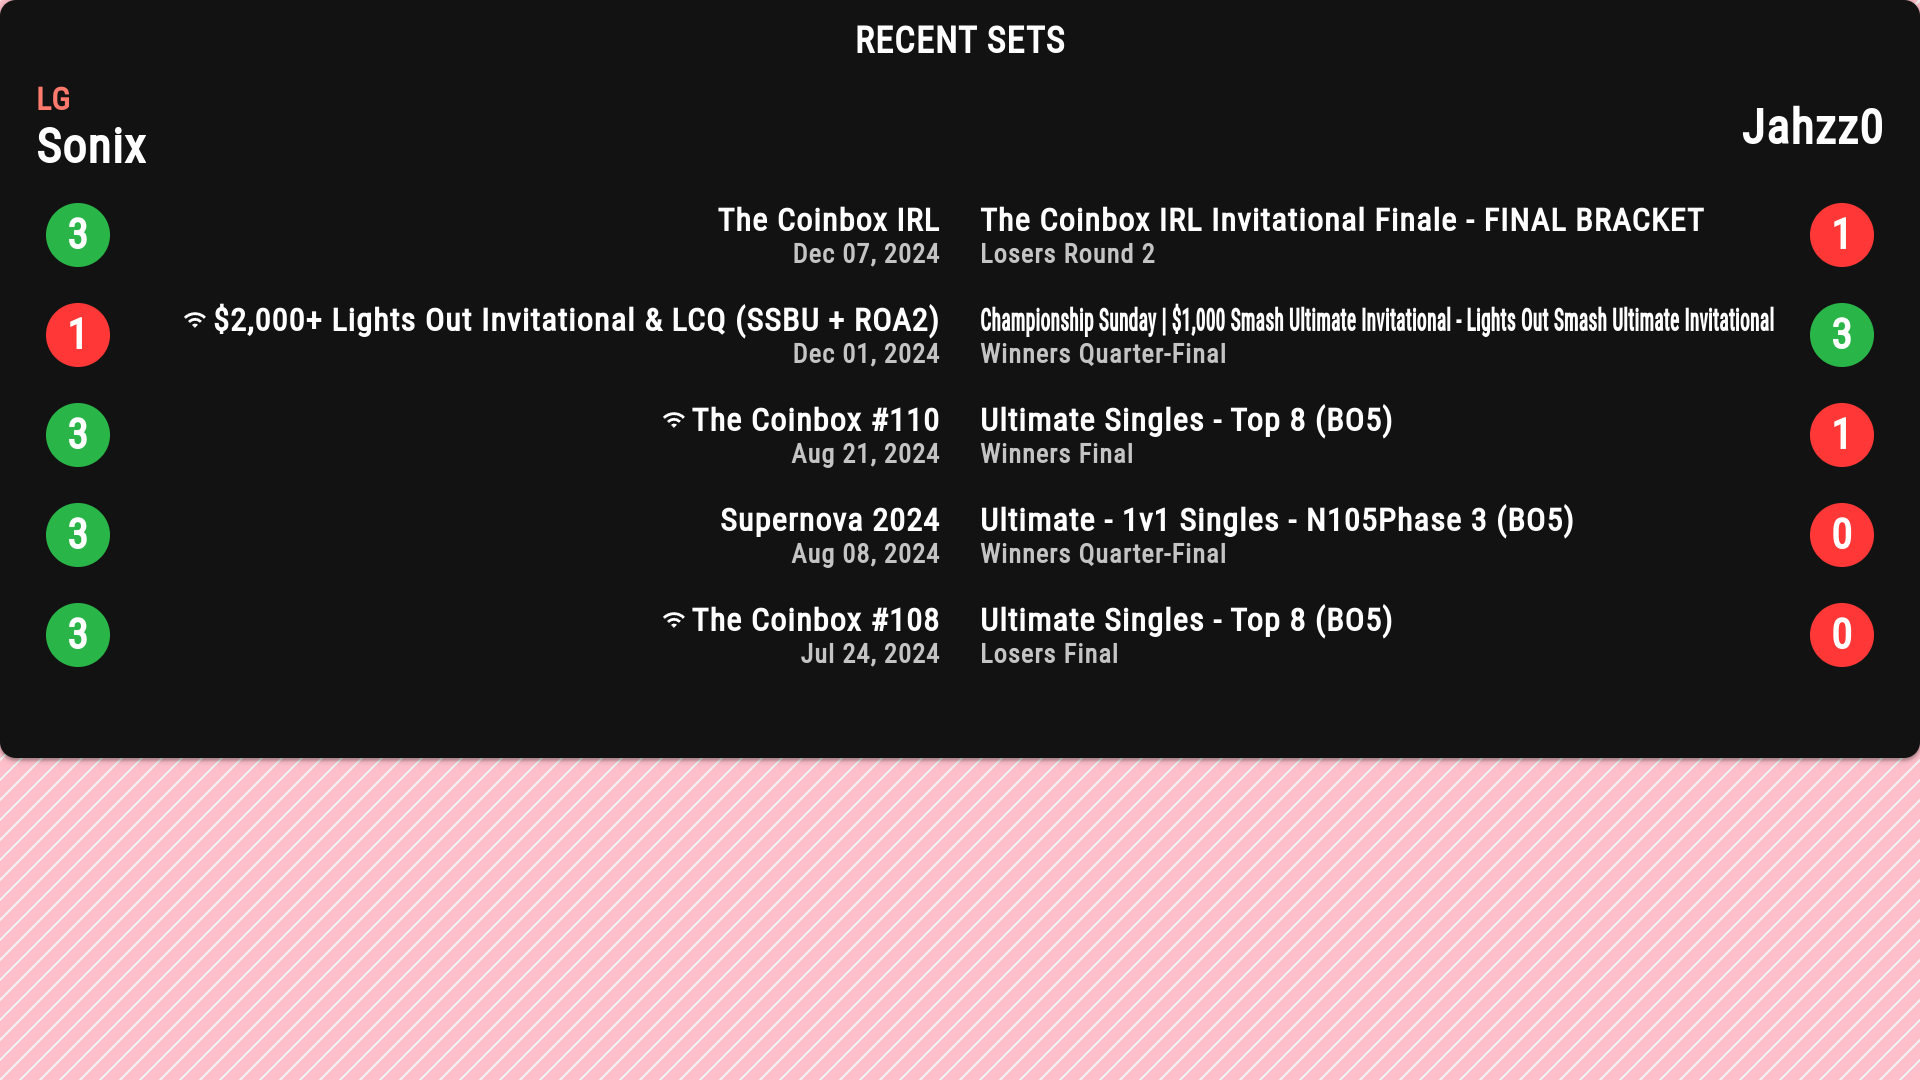 RECENT SETS
LG
Sonix
Jahzz0
3
The Coinbox IRL
Dec 07, 2024
The Coinbox IRL Invitational Finale - FINAL BRACKET
Losers Round 2
1
1
$2,000+ Lights Out Invitational & LCQ (SSBU + ROA2)
Dec 01, 2024
Championship Sunday | $1,000 Smash Ultimate Invitational - Lights Out Smash Ultimate Invitational
Winners Quarter-Final
3
3
The Coinbox #110
Aug 21, 2024
Ultimate Singles - Top 8 (BO5)
Winners Final
1
3
Supernova 2024
Aug 08, 2024
Ultimate - 1v1 Singles - N105Phase 3 (BO5)
Winners Quarter-Final
0
3
The Coinbox #108
Jul 24, 2024
Ultimate Singles - Top 8 (BO5)
Losers Final
0